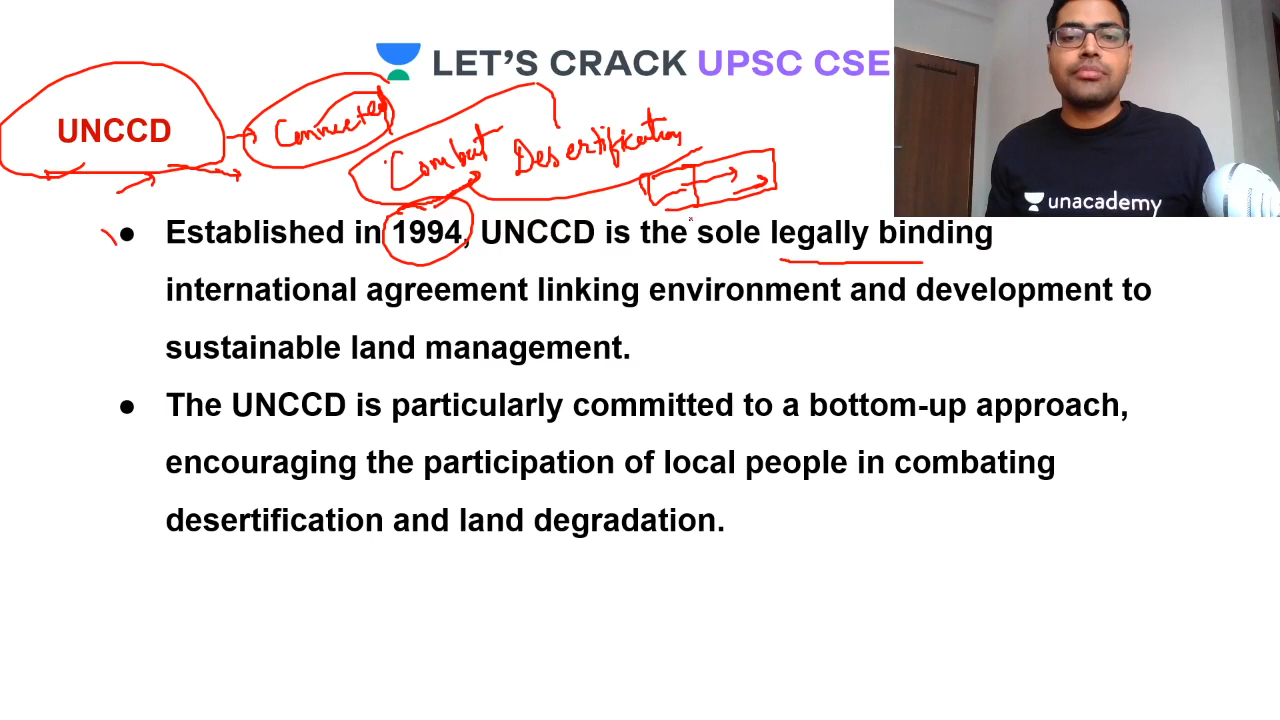 LET'S CRACK UPSC CSE
UNCCD
Connected
Combat Desertification
unacademy
● Established in 1994, UNCCD is the sole legally binding
international agreement linking environment and development to
sustainable land management.
● The UNCCD is particularly committed to a bottom-up approach,
encouraging the participation of local people in combating
desertification and land degradation.